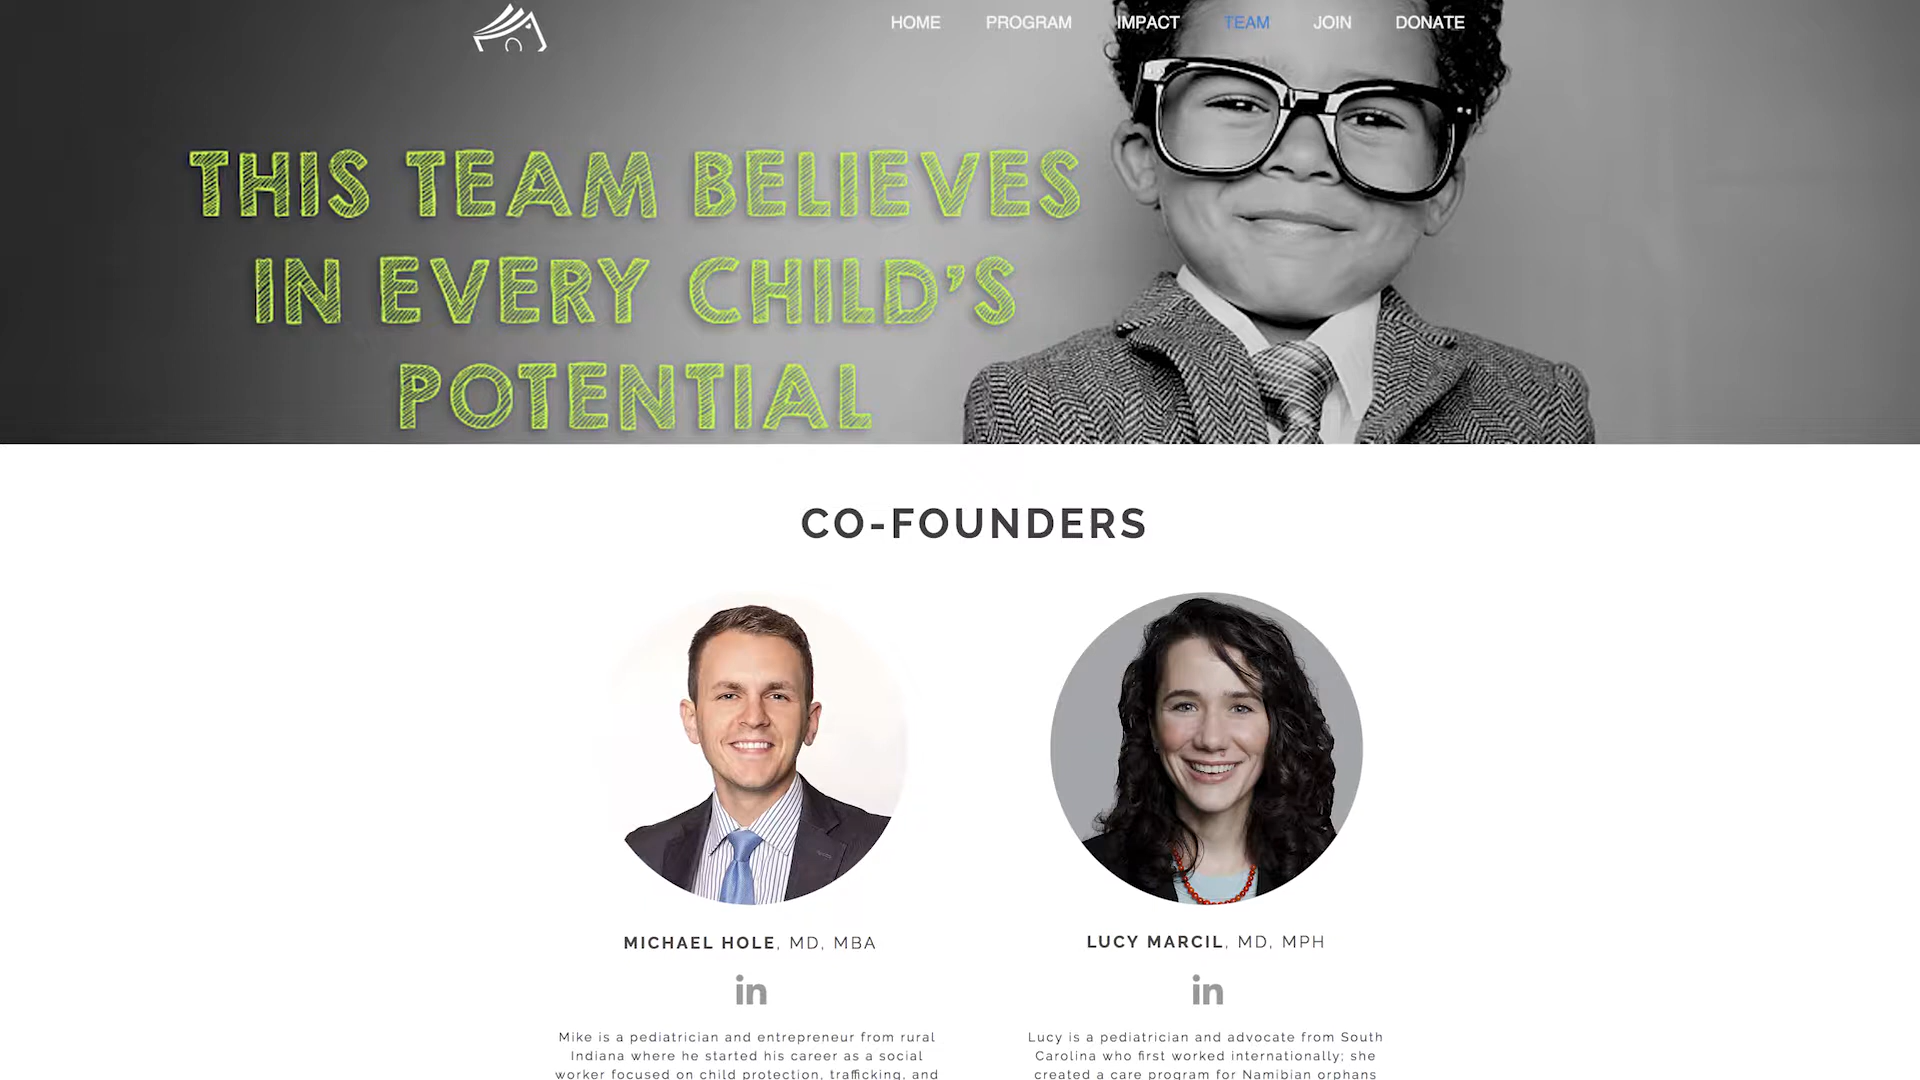 HOME PROGRAM IMPACT TEAM JOIN DONATE
THIS TEAM BELIEVES
IN EVERY CHILD'S
POTENTIAL
CO-FOUNDERS
MICHAEL HOLE, MD, MBA
in
Mike is a pediatrician and entrepreneur from rural
Indiana where he started his career as a social
worker focused on child protection, trafficking, and
LUCY MARCIL, MD, MPH
in
Lucy is a pediatrician and advocate from South
Carolina who first worked internationally; she
created a care program for Namibian orphans